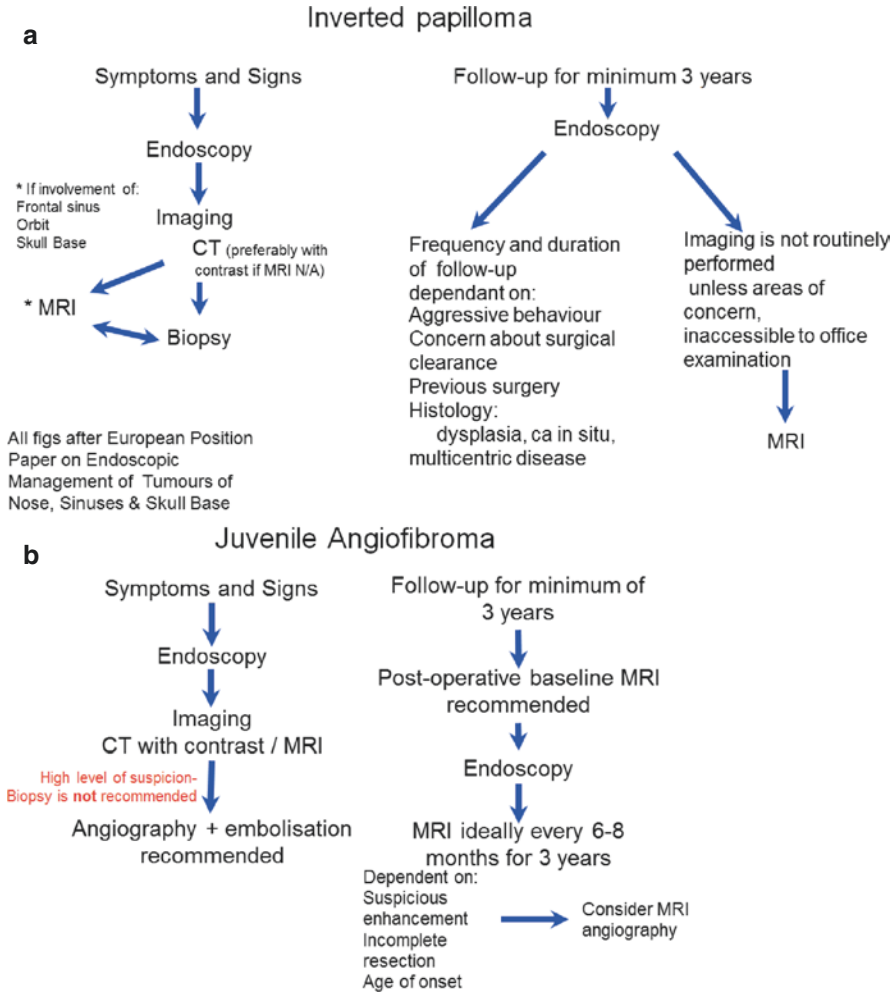 Inverted papilloma
a
Symptoms and Signs
Endoscopy
* If involvement of:
Frontal sinus
Orbit
Skull Base
Imaging
CT (preferably with
contrast if MRI N/A)
* MRI
Biopsy
All figs after European Position
Paper on Endoscopic
Management of Tumours of
Nose, Sinuses & Skull Base
Follow-up for minimum 3 years
Endoscopy
Frequency and duration
of follow-up
dependant on:
Aggressive behaviour
Concern about surgical
clearance
Previous surgery
Histology:
dysplasia, ca in situ,
multicentric disease
Imaging is not routinely
performed
unless areas of
concern,
inaccessible to office
examination
MRI
Juvenile Angiofibroma
b
Symptoms and Signs
Endoscopy
Imaging
CT with contrast / MRI
High level of suspicion-
Biopsy is not recommended
Angiography + embolisation
recommended
Follow-up for minimum of
3 years
Post-operative baseline MRI
recommended
Endoscopy
MRI ideally every 6-8
months for 3 years
Dependent on:
Suspicious
enhancement
Incomplete
resection
Age of onset
Consider MRI
angiography